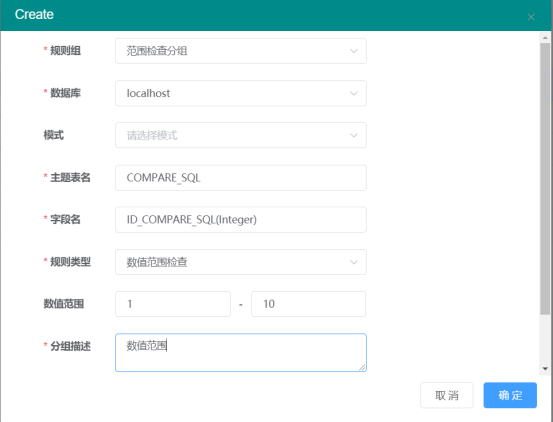 Create
* 规则组 范围检查分组
* 数据库 localhost
模式 请选择模式
* 主题表名 COMPARE_SQL
* 字段名 ID_COMPARE_SQL(Integer)
* 规则类型 数值范围检查
数值范围 1 - 10
* 分组描述 数值范围
取消 确定